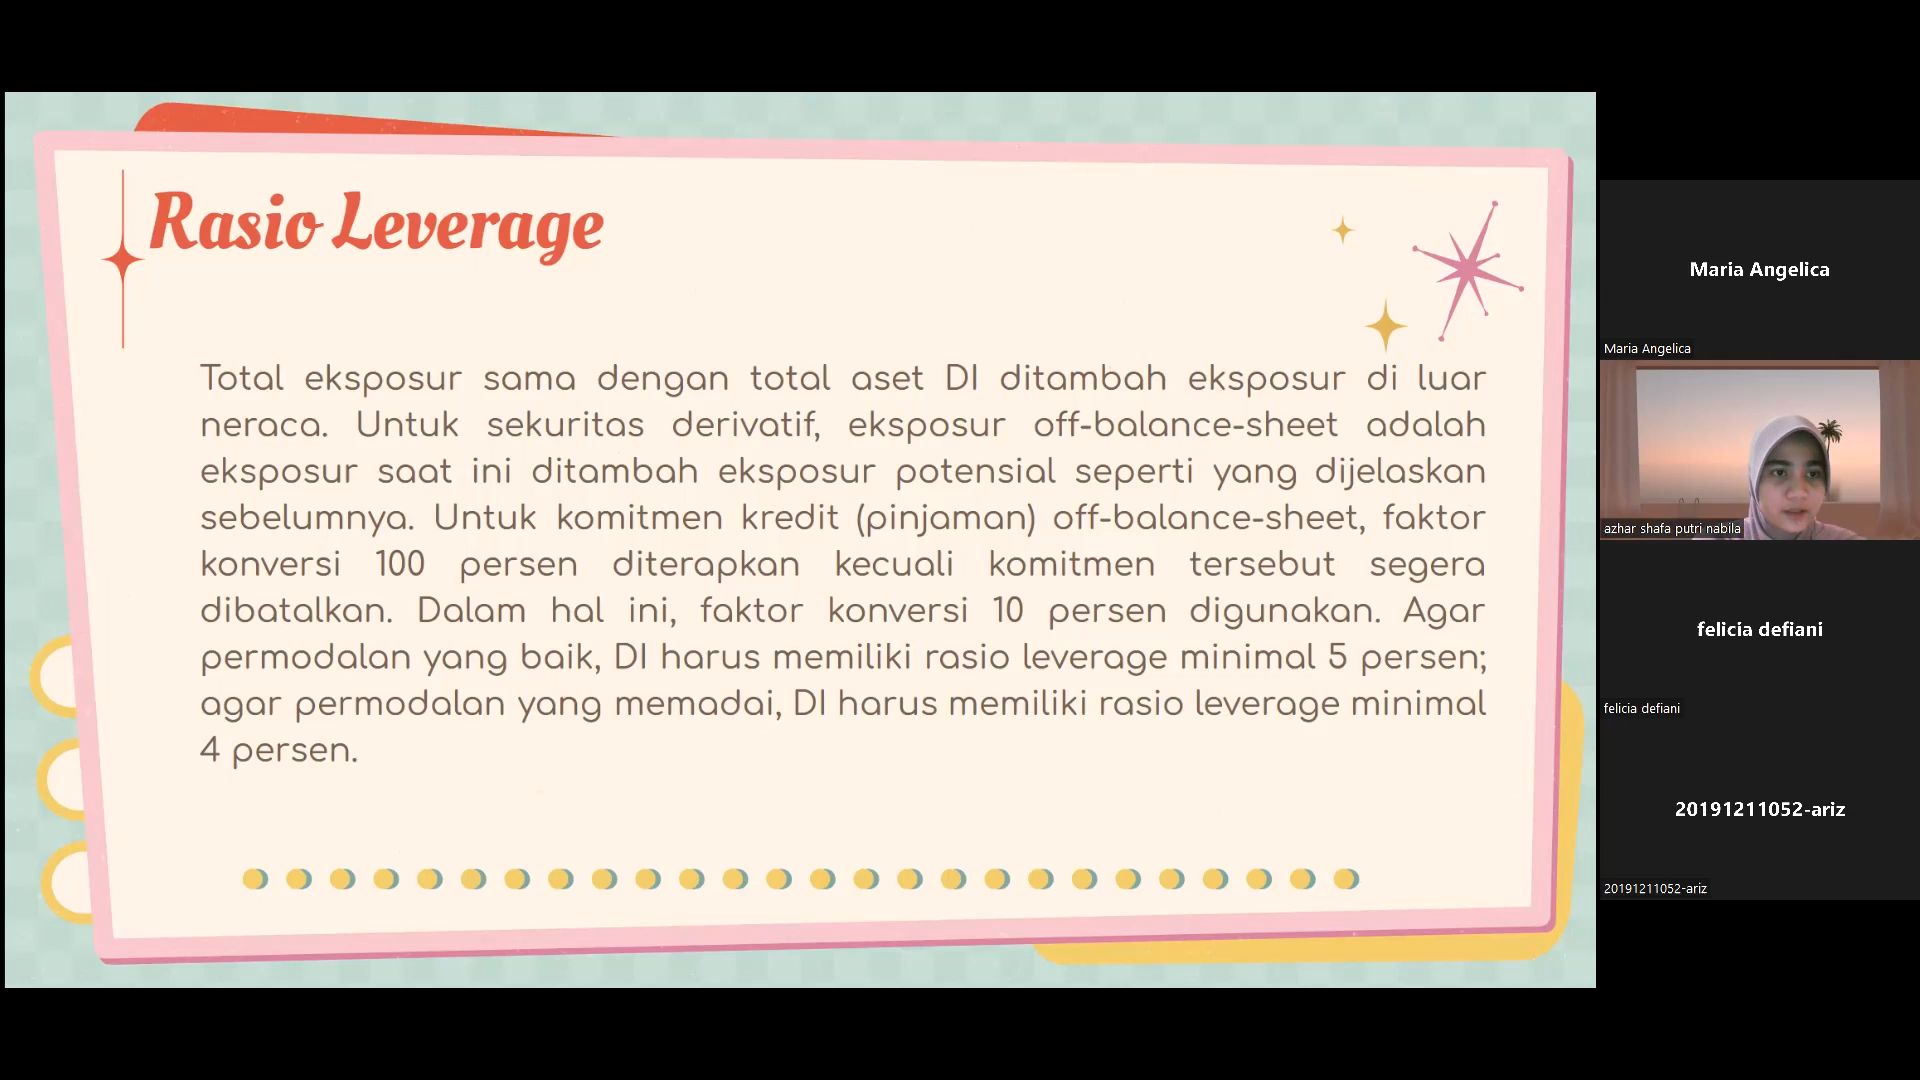 Rasio Leverage
Total eksposur sama dengan total aset DI ditambah eksposur di luar
neraca. Untuk sekuritas derivatif, eksposur off-balance-sheet adalah
eksposur saat ini ditambah eksposur potensial seperti yang dijelaskan
sebelumnya. Untuk komitmen kredit (pinjaman) off-balance-sheet, faktor
konversi 100 persen diterapkan kecuali komitmen tersebut segera
dibatalkan. Dalam hal ini, faktor konversi 10 persen digunakan. Agar
permodalan yang baik, DI harus memiliki rasio leverage minimal 5 persen;
agar permodalan yang memadai, DI harus memiliki rasio leverage minimal
4 persen.
Maria Angelica
Maria Angelica
azhar shafa putri nabila
felicia defiani
felicia defiani
20191211052-ariz
20191211052-ariz